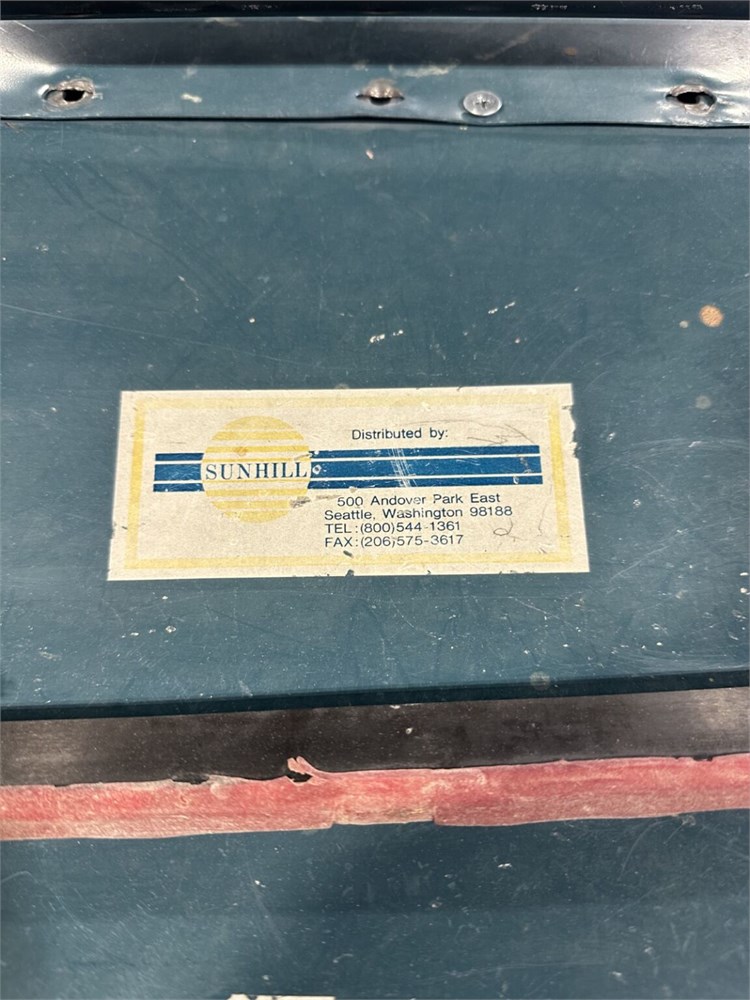 Distributed by:
SUNHILL
500 Andover Park East
Seattle, Washington 98188
TEL:(800)544-1361
FAX:(206)575-3617